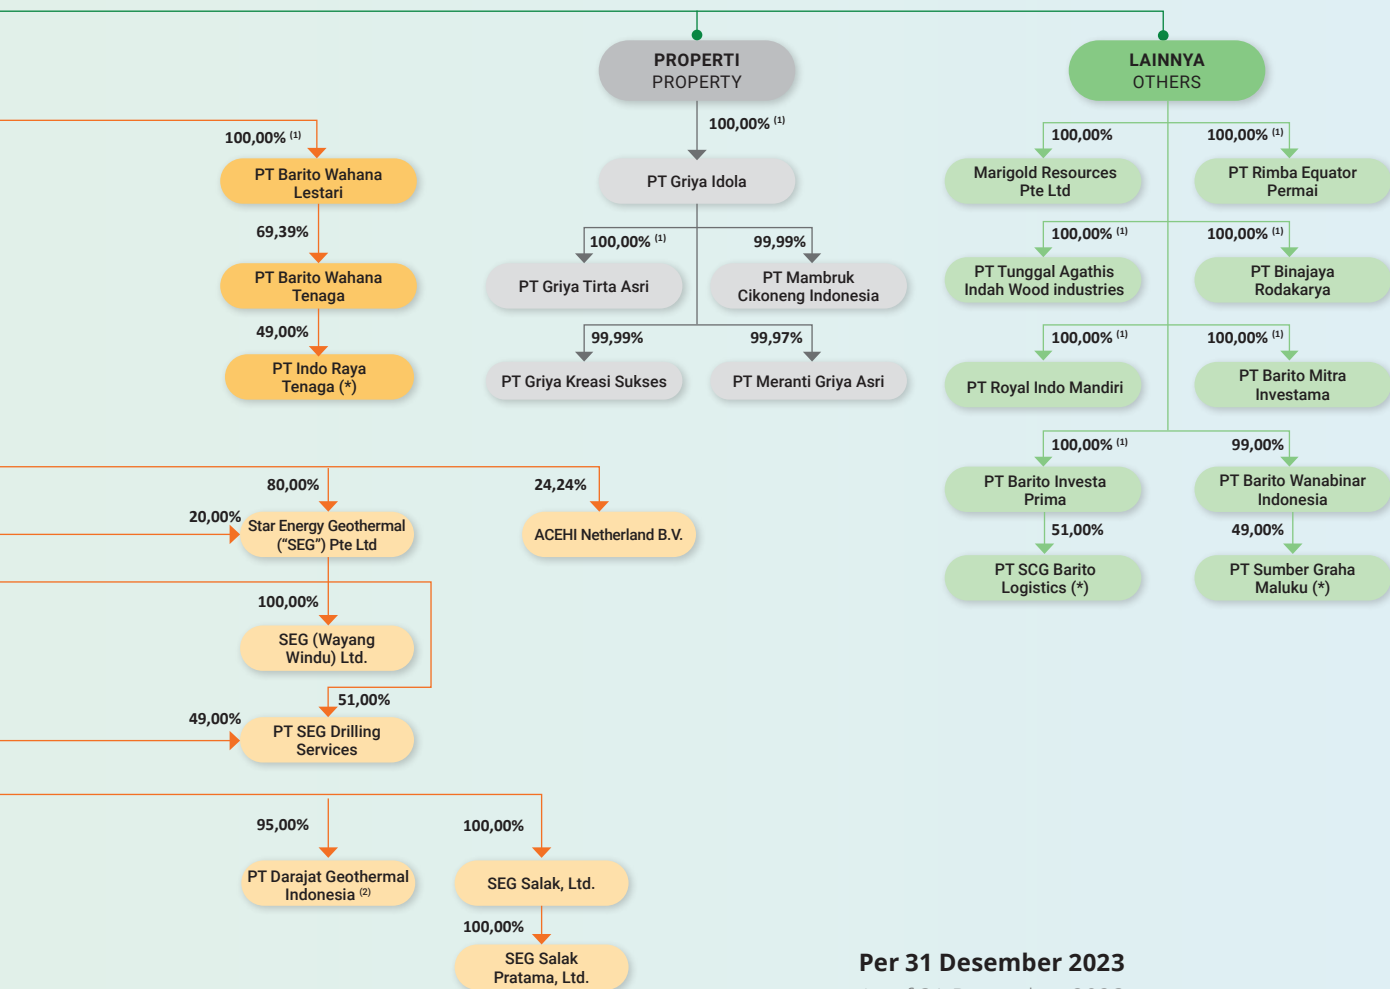 PROPERTI
PROPERTY
LAINNYA
OTHERS
100,00% (1)
PT Barito Wahana
Lestari
69,39%
PT Barito Wahana
Tenaga
49,00%
PT Indo Raya
Tenaga (*)
100,00% (1)
PT Griya Idola
100,00% (1)
99,99%
PT Griya Tirta Asri
PT Mambruk
Cikoneng Indonesia
99,99%
99,97%
PT Griya Kreasi Sukses
PT Meranti Griya Asri
100,00%
100,00% (1)
Marigold Resources
Pte Ltd
PT Rimba Equator
Permai
100,00% (1)
100,00% (1)
PT Tunggal Agathis
Indah Wood industries
PT Binajaya
Rodakarya
100,00% (1)
100,00% (1)
PT Royal Indo Mandiri
PT Barito Mitra
Investama
100,00% (1)
99,00%
PT Barito Investa
Prima
PT Barito Wanabinar
Indonesia
51,00%
49,00%
PT SCG Barito
Logistics (*)
PT Sumber Graha
Maluku (*)
80,00%
24,24%
20,00%
Star Energy Geothermal
(“SEG”) Pte Ltd
ACEHI Netherland B.V.
100,00%
SEG (Wayang
Windu) Ltd.
51,00%
49,00%
PT SEG Drilling
Services
95,00%
100,00%
PT Darajat Geothermal
Indonesia (2)
SEG Salak, Ltd.
100,00%
SEG Salak
Pratama, Ltd.
Per 31 Desember 2023